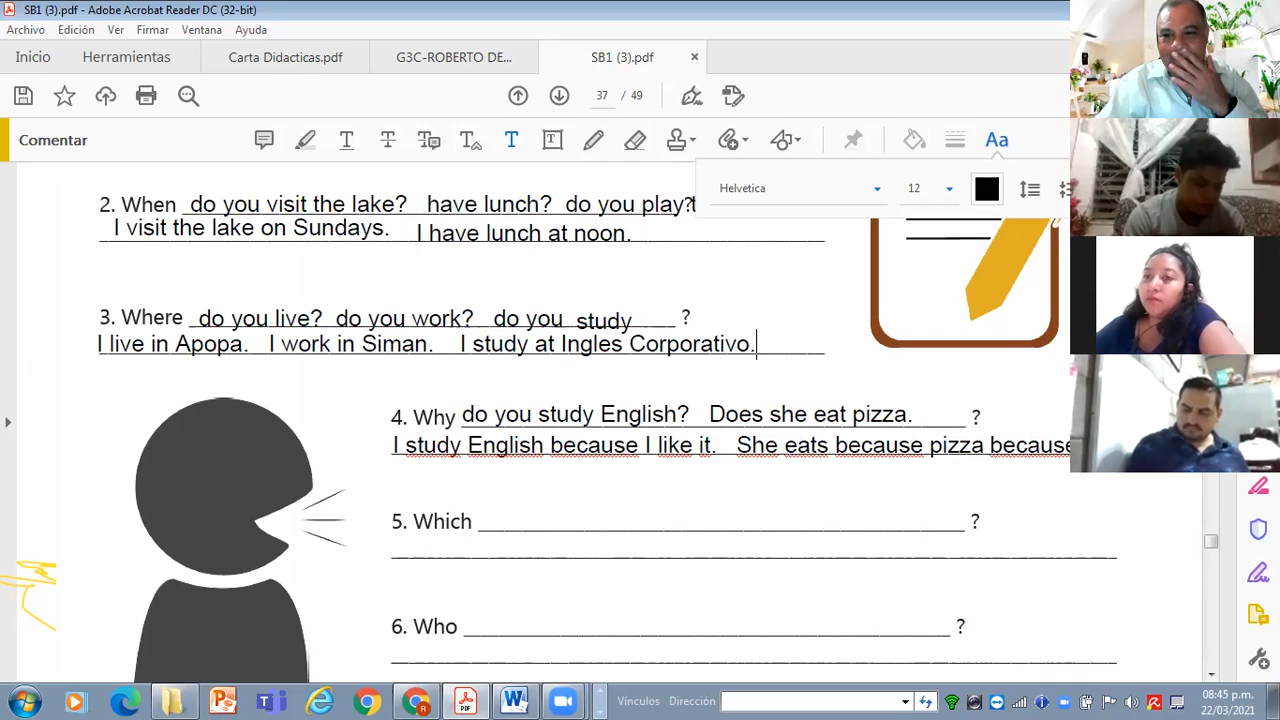 SB1 (3).pdf - Adobe Acrobat Reader DC (32-bit)
Archivo Edición Ver Firmar Ventana Ayuda
Inicio Herramientas Carta Didacticas.pdf G3C-ROBERTO DE... SB1 (3).pdf
37 / 49
Comentar
Aa
Helvetica 12
2. When do you visit the lake? have lunch? do you play?
I visit the lake on Sundays. I have lunch at noon.
3. Where do you live? do you work? do you study ?
I live in Apopa. I work in Siman. I study at Ingles Corporativo.
4. Why do you study English? Does she eat pizza. ?
I study English because I like it. She eats because pizza because
5. Which ?
6. Who ?
Vínculos Dirección
08:45 p.m.
22/03/2021